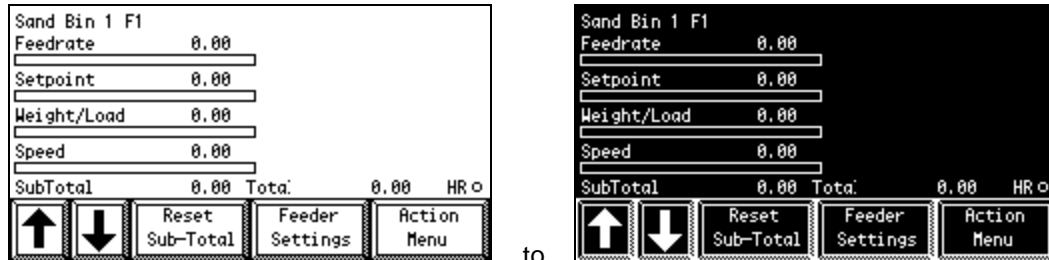 Sand Bin 1 F1
Feedrate 0.00
Setpoint 0.00
Weight/Load 0.00
Speed 0.00
SubTotal 0.00 Total 0.00 HR
Reset Sub-Total
Feeder Settings
Action Menu
to
Sand Bin 1 F1
Feedrate 0.00
Setpoint 0.00
Weight/Load 0.00
Speed 0.00
SubTotal 0.00 Total 0.00 HR
Reset Sub-Total
Feeder Settings
Action Menu